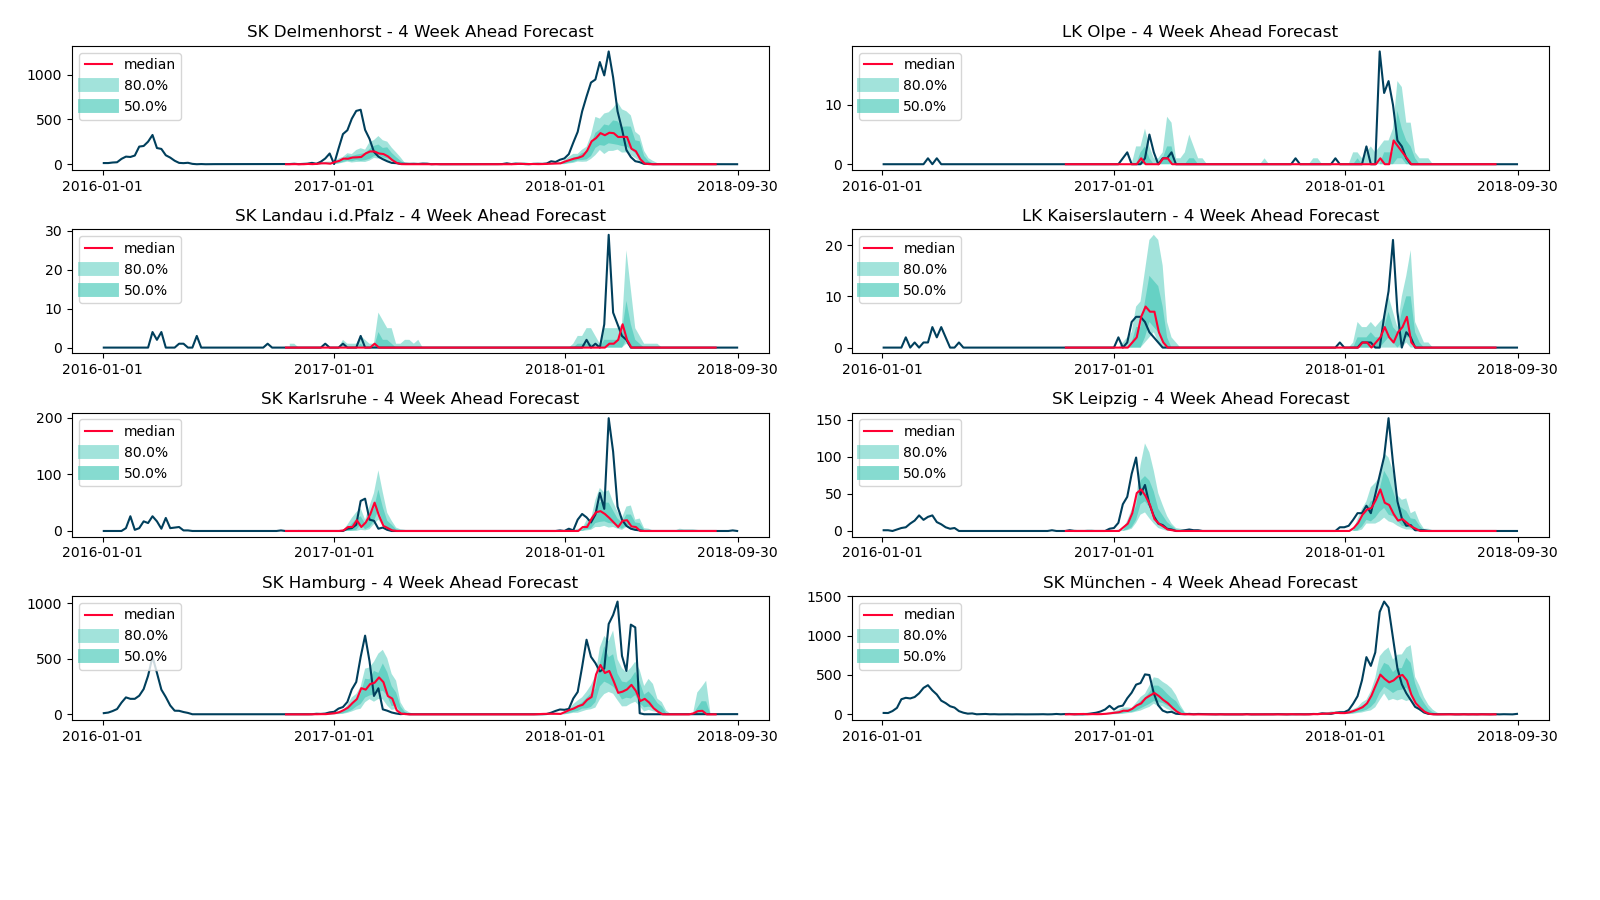 SK Delmenhorst - 4 Week Ahead Forecast
median
80.0%
50.0%
1000
500
0
2016-01-01 2017-01-01 2018-01-01 2018-09-30
LK Olpe - 4 Week Ahead Forecast
median
80.0%
50.0%
10
0
2016-01-01 2017-01-01 2018-01-01 2018-09-30
SK Landau i.d.Pfalz - 4 Week Ahead Forecast
median
80.0%
50.0%
30
20
10
0
2016-01-01 2017-01-01 2018-01-01 2018-09-30
LK Kaiserslautern - 4 Week Ahead Forecast
median
80.0%
50.0%
20
10
0
2016-01-01 2017-01-01 2018-01-01 2018-09-30
SK Karlsruhe - 4 Week Ahead Forecast
median
80.0%
50.0%
200
100
0
2016-01-01 2017-01-01 2018-01-01 2018-09-30
SK Leipzig - 4 Week Ahead Forecast
median
80.0%
50.0%
150
100
50
0
2016-01-01 2017-01-01 2018-01-01 2018-09-30
SK Hamburg - 4 Week Ahead Forecast
median
80.0%
50.0%
1000
500
0
2016-01-01 2017-01-01 2018-01-01 2018-09-30
SK München - 4 Week Ahead Forecast
median
80.0%
50.0%
1500
1000
500
0
2016-01-01 2017-01-01 2018-01-01 2018-09-30